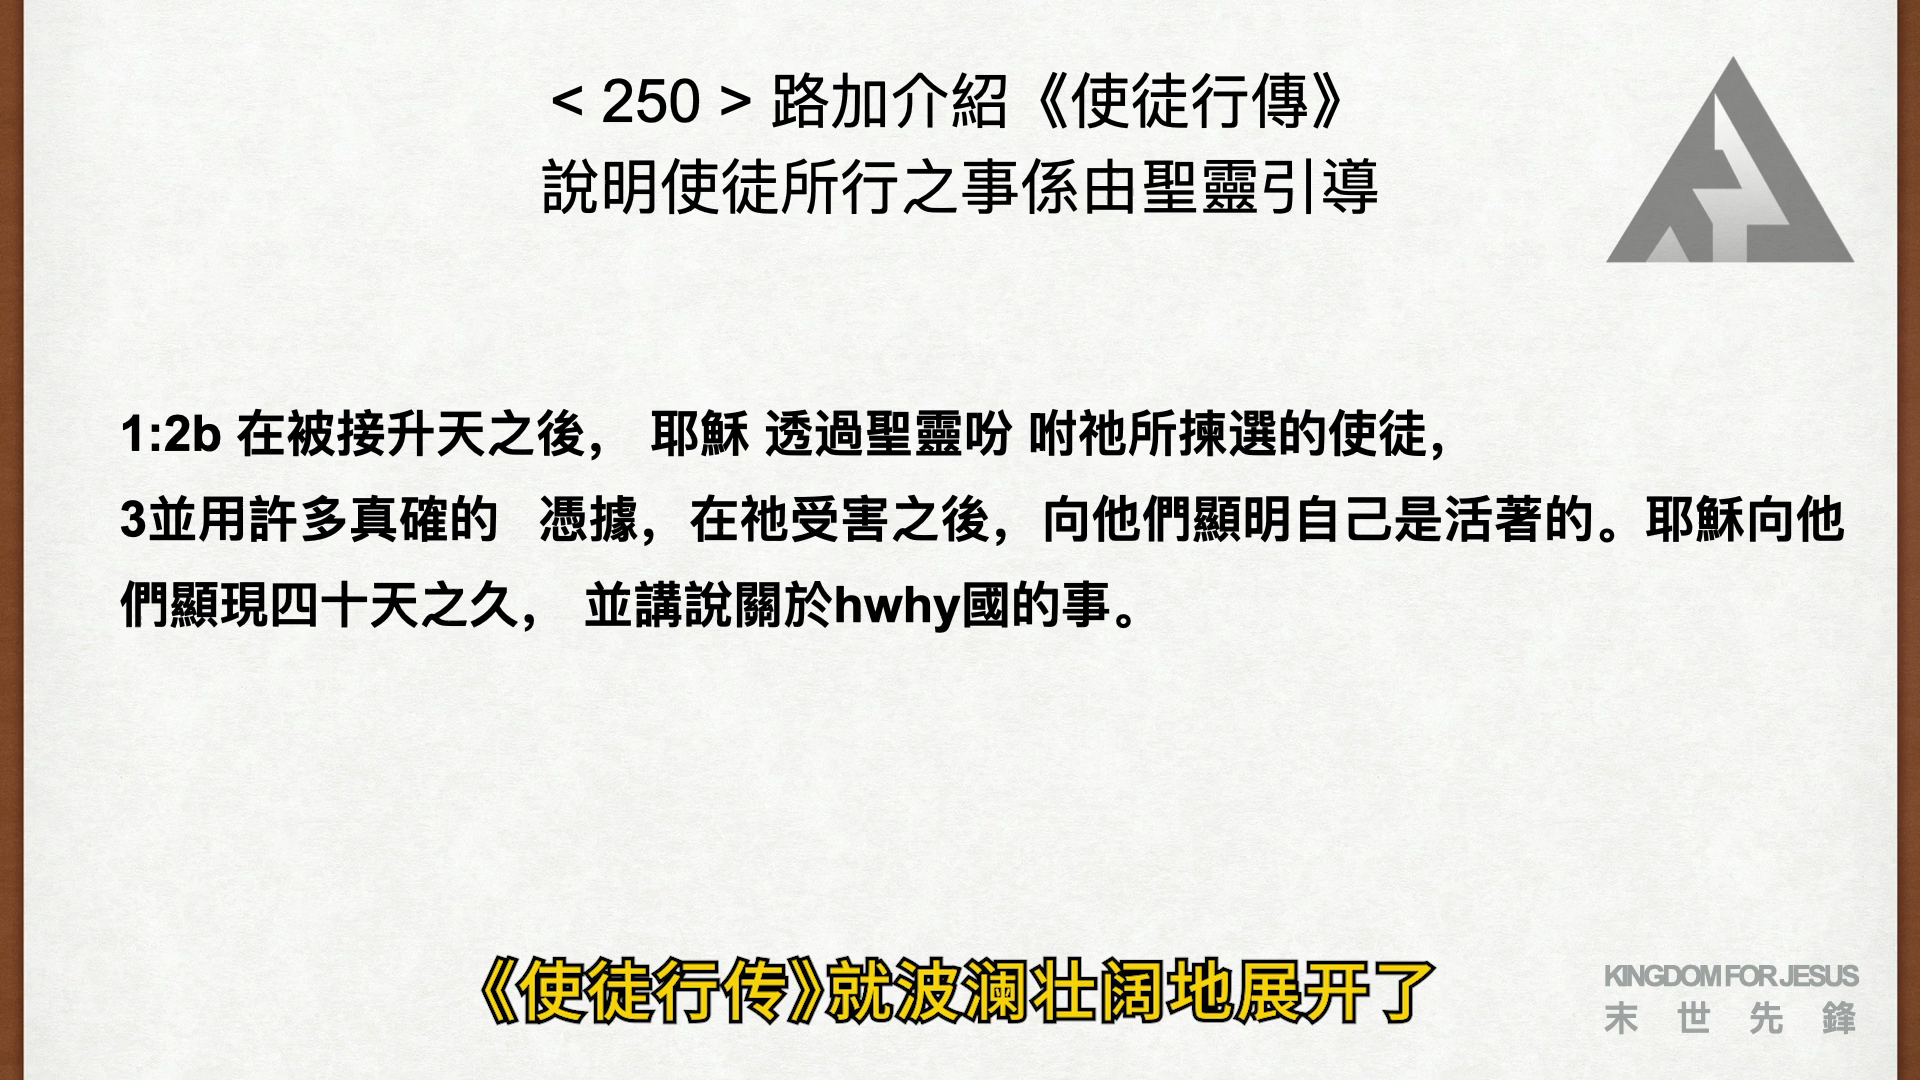 < 250 > 路加介紹《使徒行傳》
說明使徒所行之事係由聖靈引導
1:2b 在被接升天之後， 耶穌 透過聖靈吩 咐祂所揀選的使徒，
3並用許多真確的 憑據，在祂受害之後，向他們顯明自己是活著的。耶穌向他
們顯現四十天之久， 並講說關於hwhy國的事。
《使徒行传》就波澜壮阔地展开了
KINGDOM FOR JESUS
末世先鋒